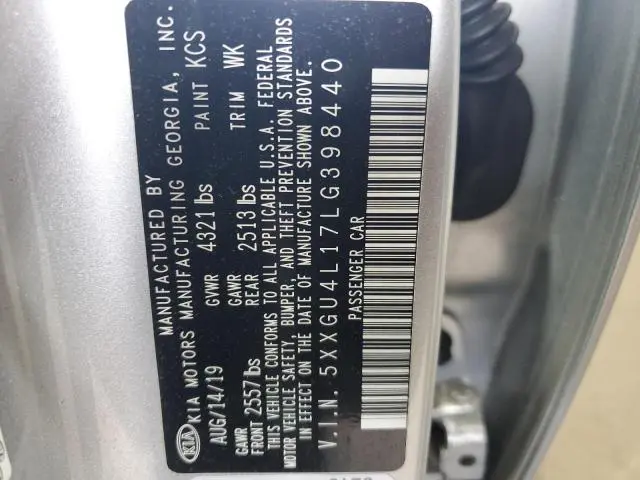 KIA
MANUFACTURED BY
KIA MOTORS MANUFACTURING GEORGIA, INC.
AUG/14/19 GVWR 4321 lbs PAINT KCS
GAWR FRONT 2557 lbs GAWR REAR 2513 lbs TRIM WK
THIS VEHICLE CONFORMS TO ALL APPLICABLE U.S.A. FEDERAL
MOTOR VEHICLE SAFETY, BUMPER, AND THEFT PREVENTION STANDARDS
IN EFFECT ON THE DATE OF MANUFACTURE SHOWN ABOVE.
V.I.N. 5XXGU4L17LG398440
PASSENGER CAR